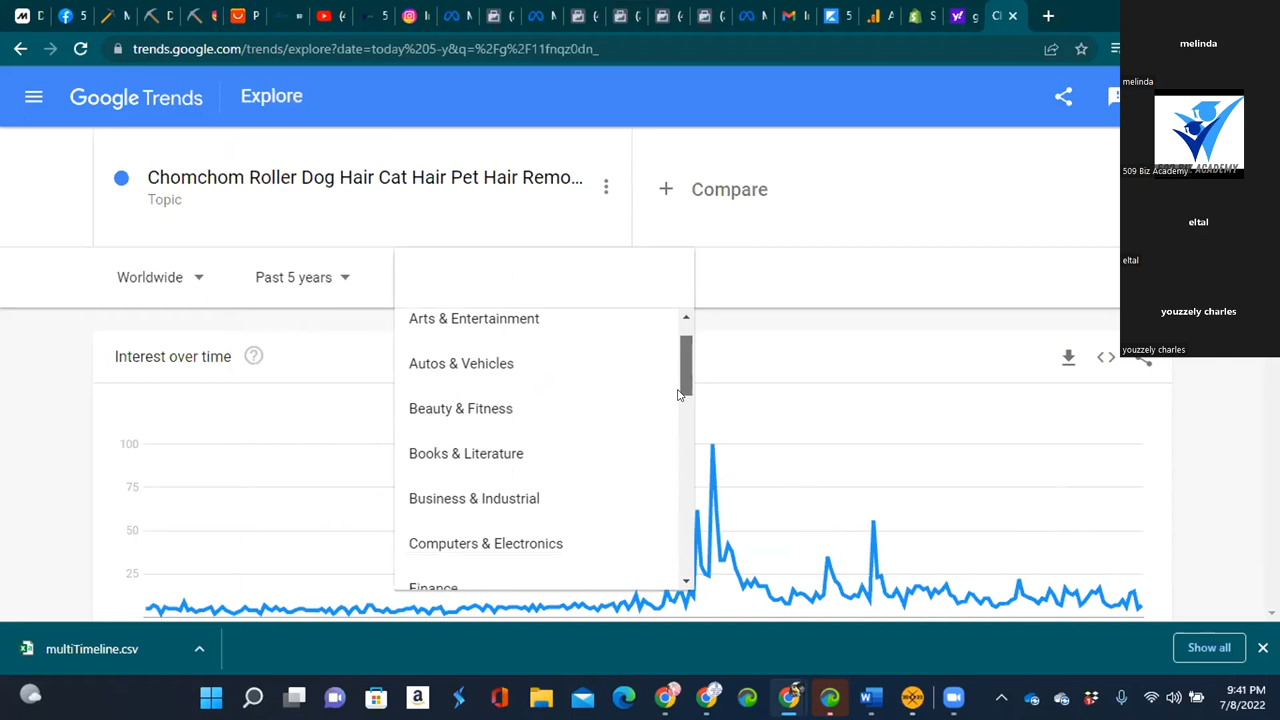 trends.google.com/trends/explore?date=today%205-y&q=%2Fg%2F11fnqz0dn_
Google Trends
Explore
Chomchom Roller Dog Hair Cat Hair Pet Hair Remo...
Topic
+ Compare
Worldwide
Past 5 years
Arts & Entertainment
Autos & Vehicles
Beauty & Fitness
Books & Literature
Business & Industrial
Computers & Electronics
Finance
Interest over time
100
75
50
25
melinda
melinda
509 Biz Academy
eltal
eltal
youzzely charles
youzzely charles
multiTimeline.csv
Show all
9:41 PM
7/8/2022